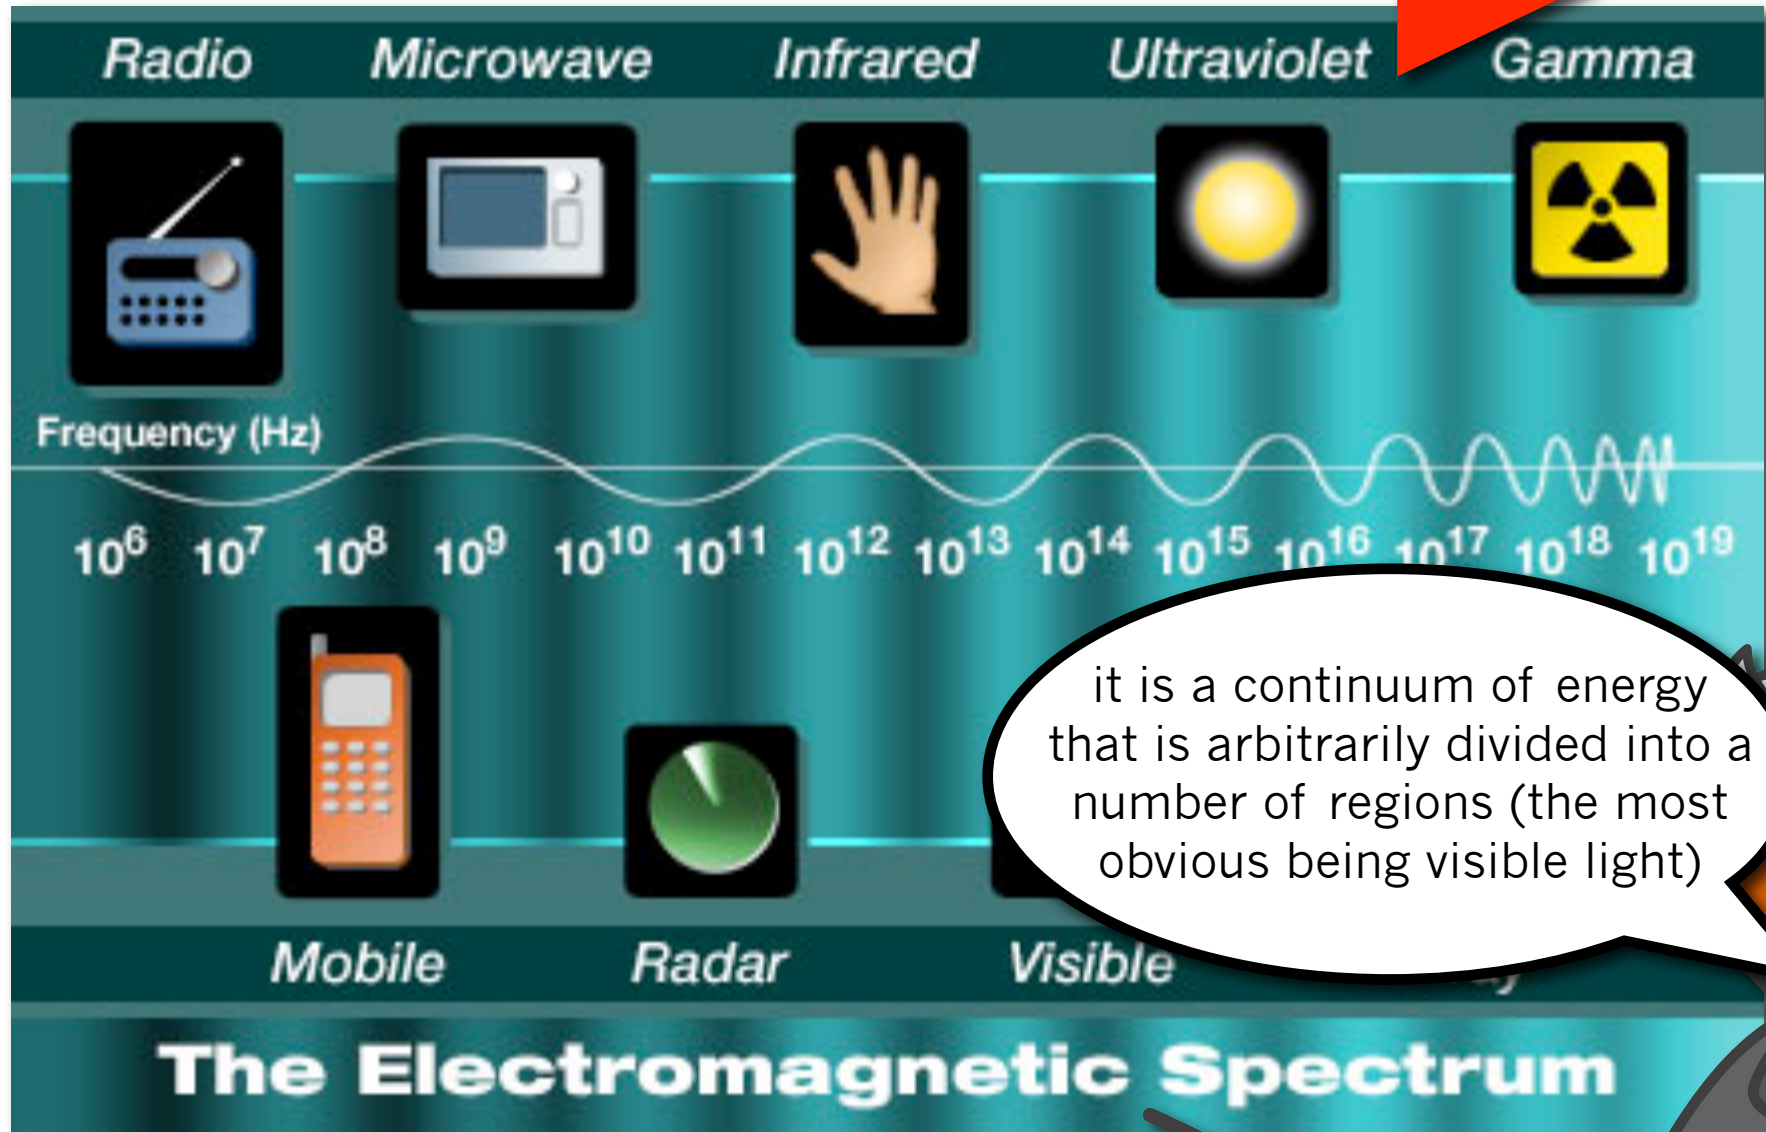 Radio Microwave Infrared Ultraviolet Gamma
Frequency (Hz)
10⁶ 10⁷ 10⁸ 10⁹ 10¹⁰ 10¹¹ 10¹² 10¹³ 10¹⁴ 10¹⁵ 10¹⁶ 10¹⁷ 10¹⁸ 10¹⁹
it is a continuum of energy
that is arbitrarily divided into a
number of regions (the most
obvious being visible light)
Mobile Radar Visible
The Electromagnetic Spectrum